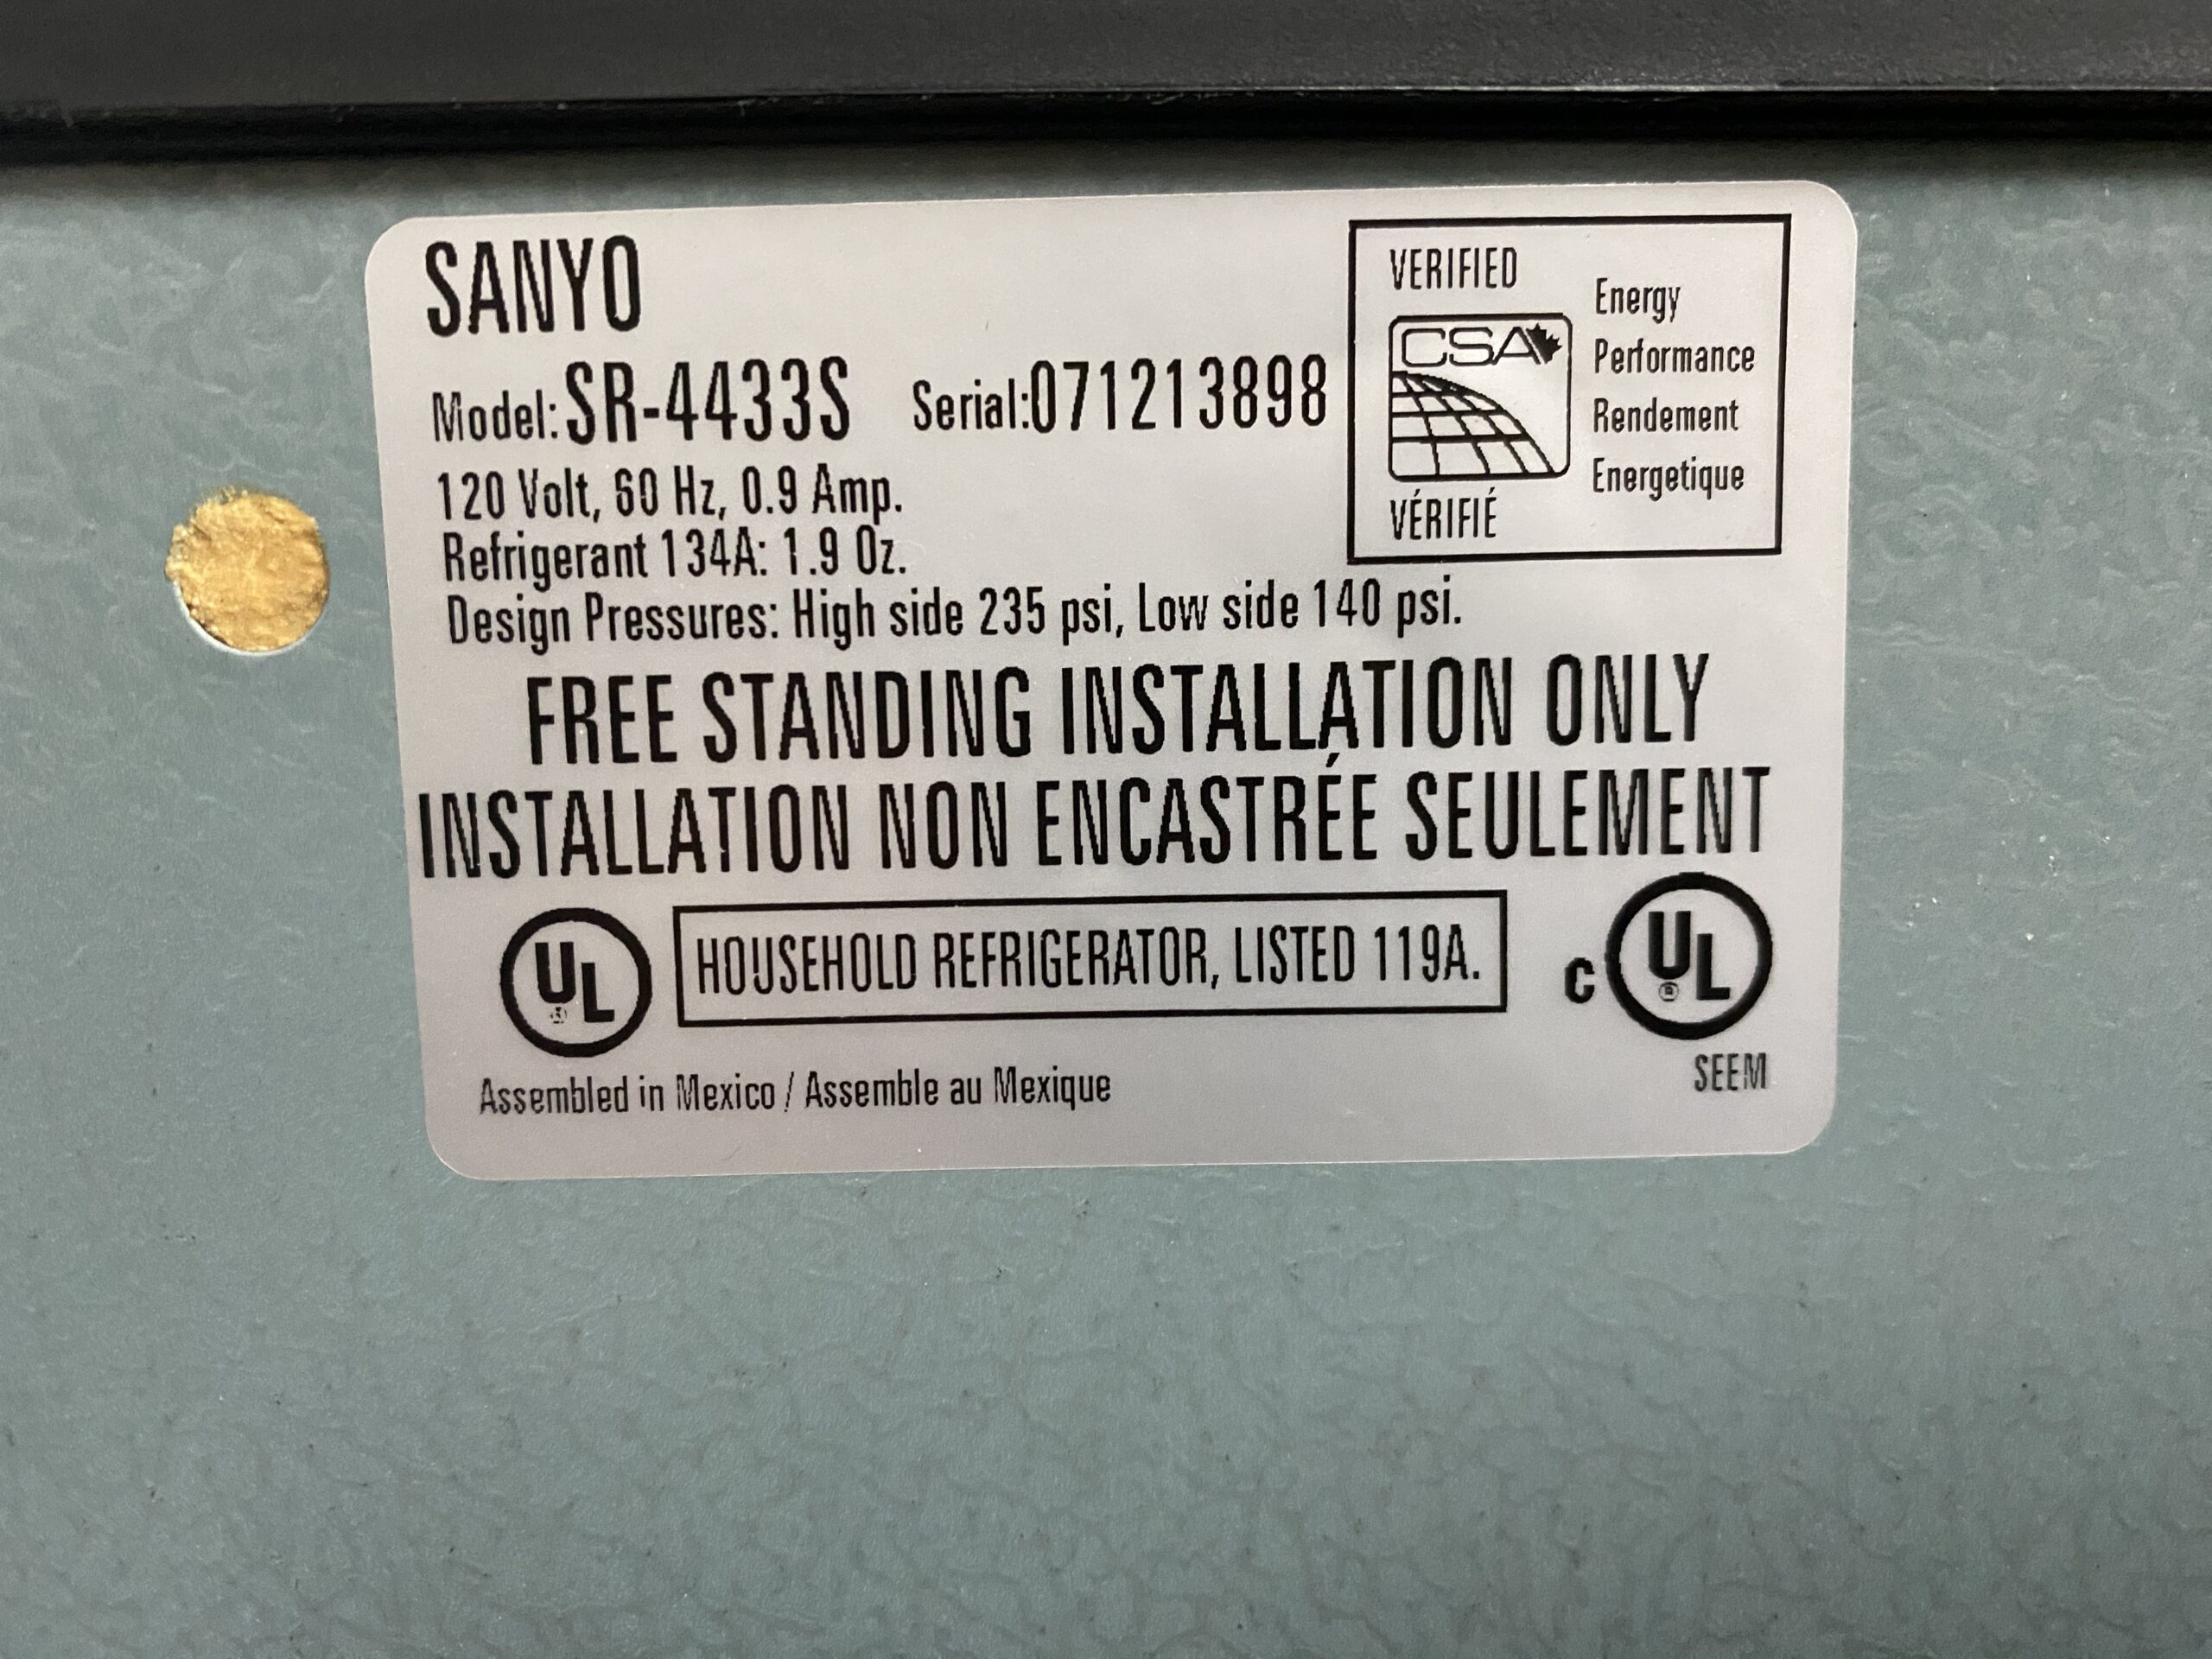 SANYO
Model:SR-4433S Serial:071213898
120 Volt, 60 Hz, 0.9 Amp.
Refrigerant 134A: 1.9 Oz.
Design Pressures: High side 235 psi, Low side 140 psi.
VERIFIED
CSA
VÉRIFIÉ
Energy
Performance
Rendement
Energetique
FREE STANDING INSTALLATION ONLY
INSTALLATION NON ENCASTRÉE SEULEMENT
UL
HOUSEHOLD REFRIGERATOR, LISTED 119A.
C UL
SEEM
Assembled in Mexico / Assemble au Mexique